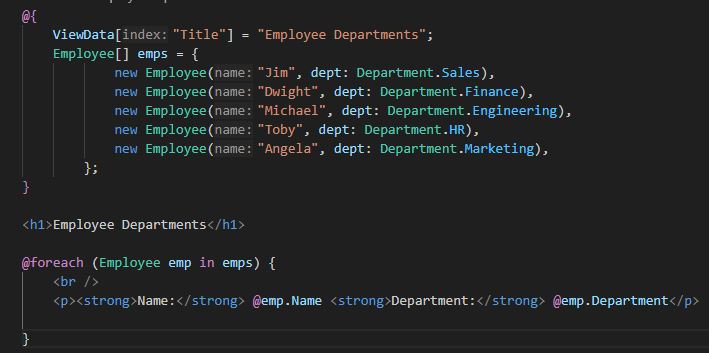 @{
ViewData[index: "Title"] = "Employee Departments";
Employee[] emps = {
new Employee(name: "Jim", dept: Department.Sales),
new Employee(name: "Dwight", dept: Department.Finance),
new Employee(name: "Michael", dept: Department.Engineering),
new Employee(name: "Toby", dept: Department.HR),
new Employee(name: "Angela", dept: Department.Marketing),
};
}
<h1>Employee Departments</h1>
@foreach (Employee emp in emps) {
<br />
<p><strong>Name:</strong> @emp.Name <strong>Department:</strong> @emp.Department</p>
}